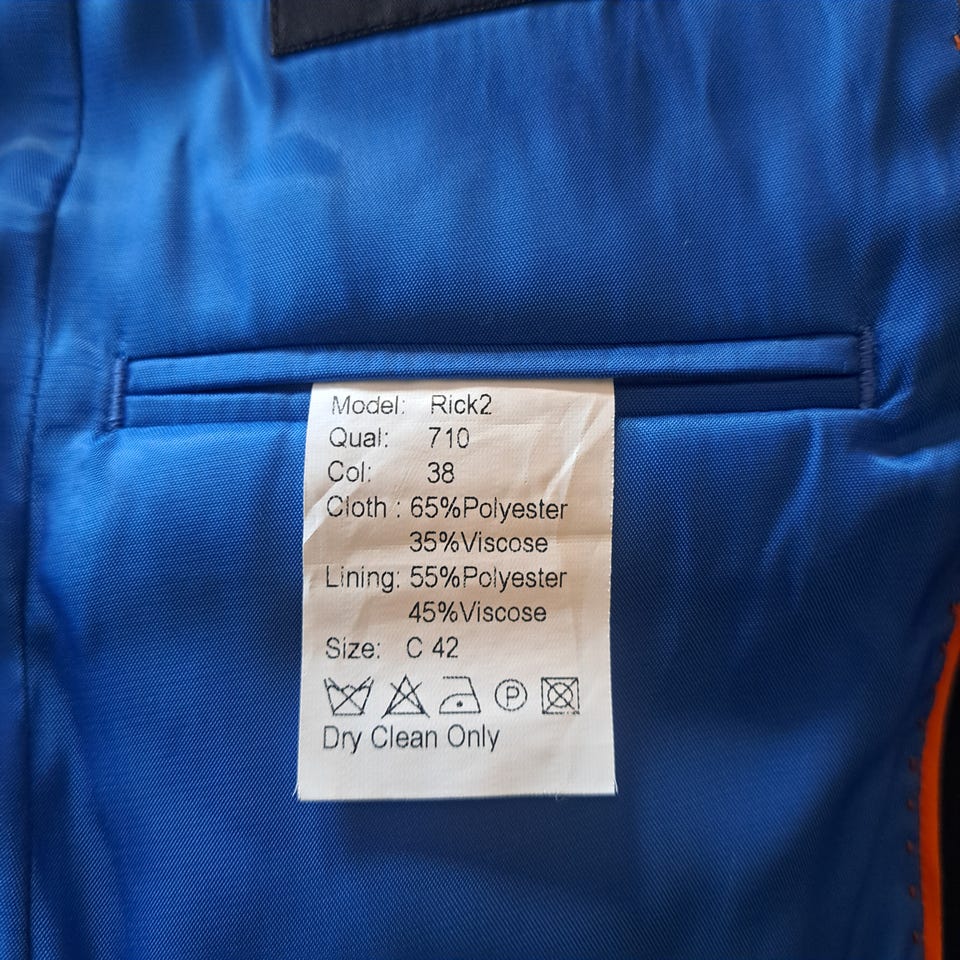 Model: Rick2
Qual: 710
Col: 38
Cloth : 65%Polyester
35%Viscose
Lining: 55%Polyester
45%Viscose
Size: C 42
P
Dry Clean Only